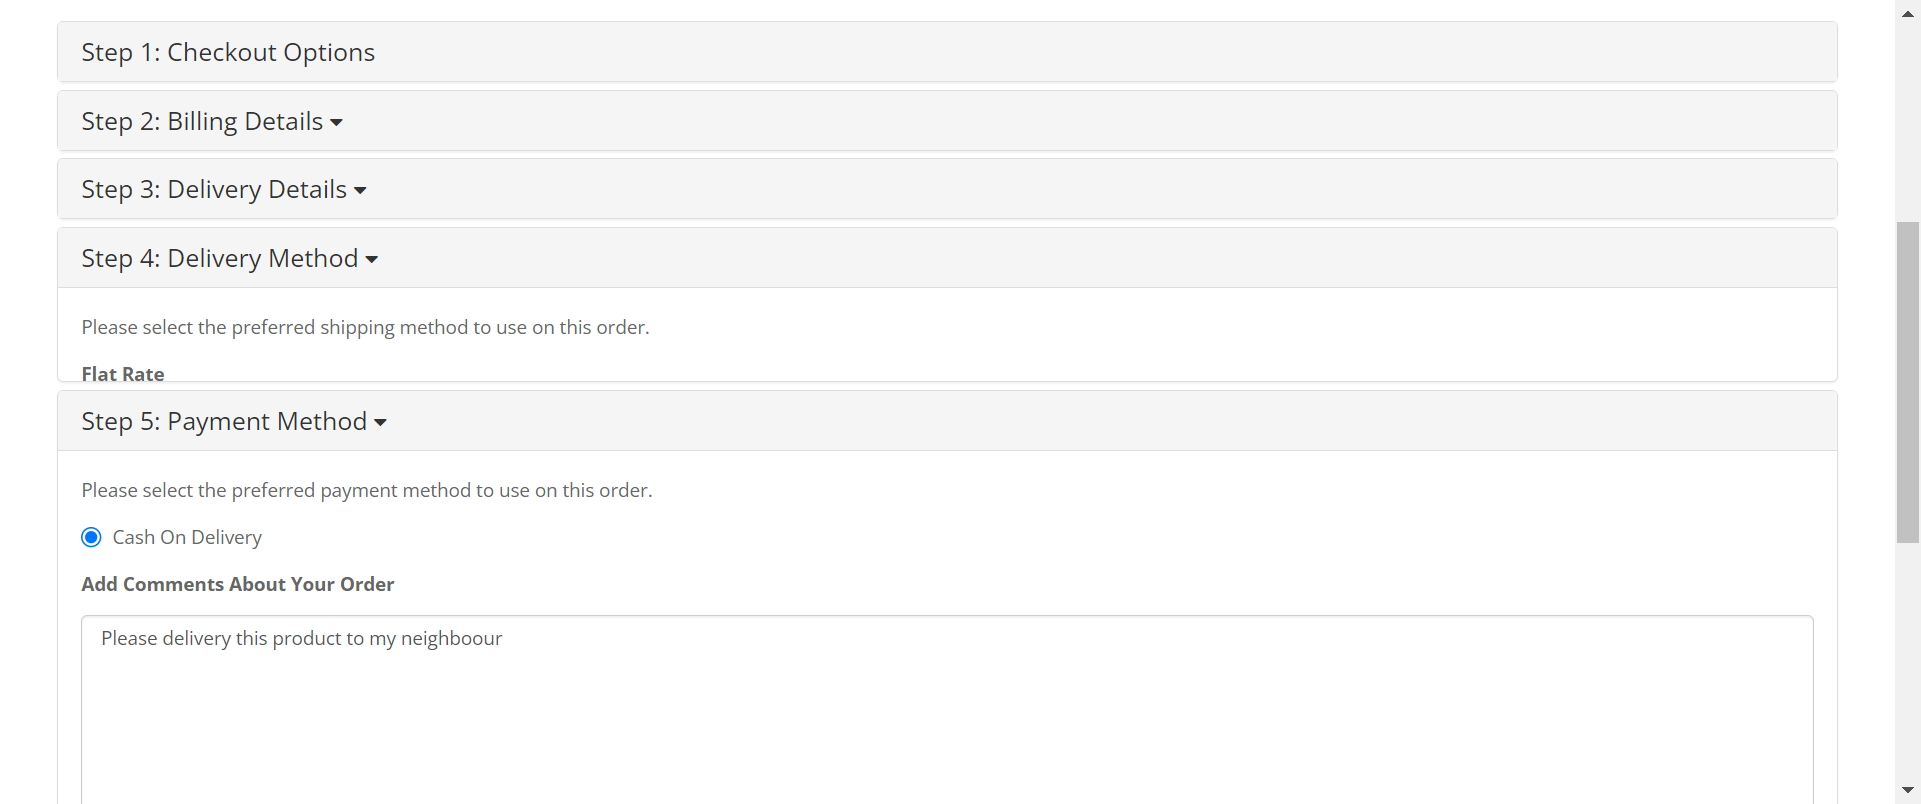 Step 1: Checkout Options
Step 2: Billing Details
Step 3: Delivery Details
Step 4: Delivery Method
Please select the preferred shipping method to use on this order.
Flat Rate
Step 5: Payment Method
Please select the preferred payment method to use on this order.
Cash On Delivery
Add Comments About Your Order
Please delivery this product to my neighboour